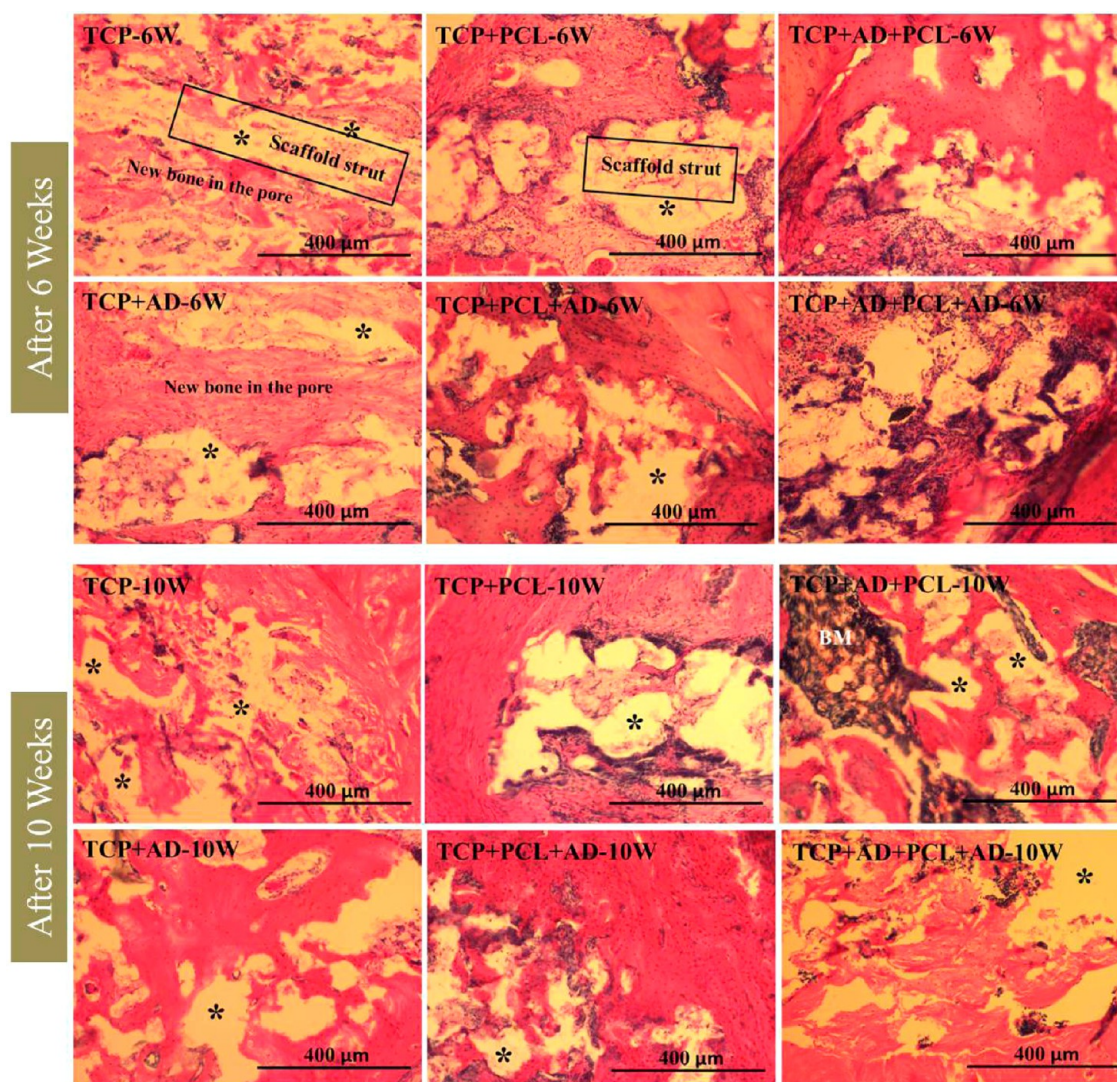 After 6 Weeks
TCP-6W
*
*
Scaffold strut
New bone in the pore
400 µm
TCP+PCL-6W
Scaffold strut
*
400 µm
TCP+AD+PCL-6W
400 µm
TCP+AD-6W
*
New bone in the pore
*
400 µm
TCP+PCL+AD-6W
*
400 µm
TCP+AD+PCL+AD-6W
400 µm
After 10 Weeks
TCP-10W
*
*
*
400 µm
TCP+PCL-10W
*
400 µm
TCP+AD+PCL-10W
BM
*
*
400 µm
TCP+AD-10W
*
400 µm
TCP+PCL+AD-10W
*
400 µm
TCP+AD+PCL+AD-10W
*
400 µm